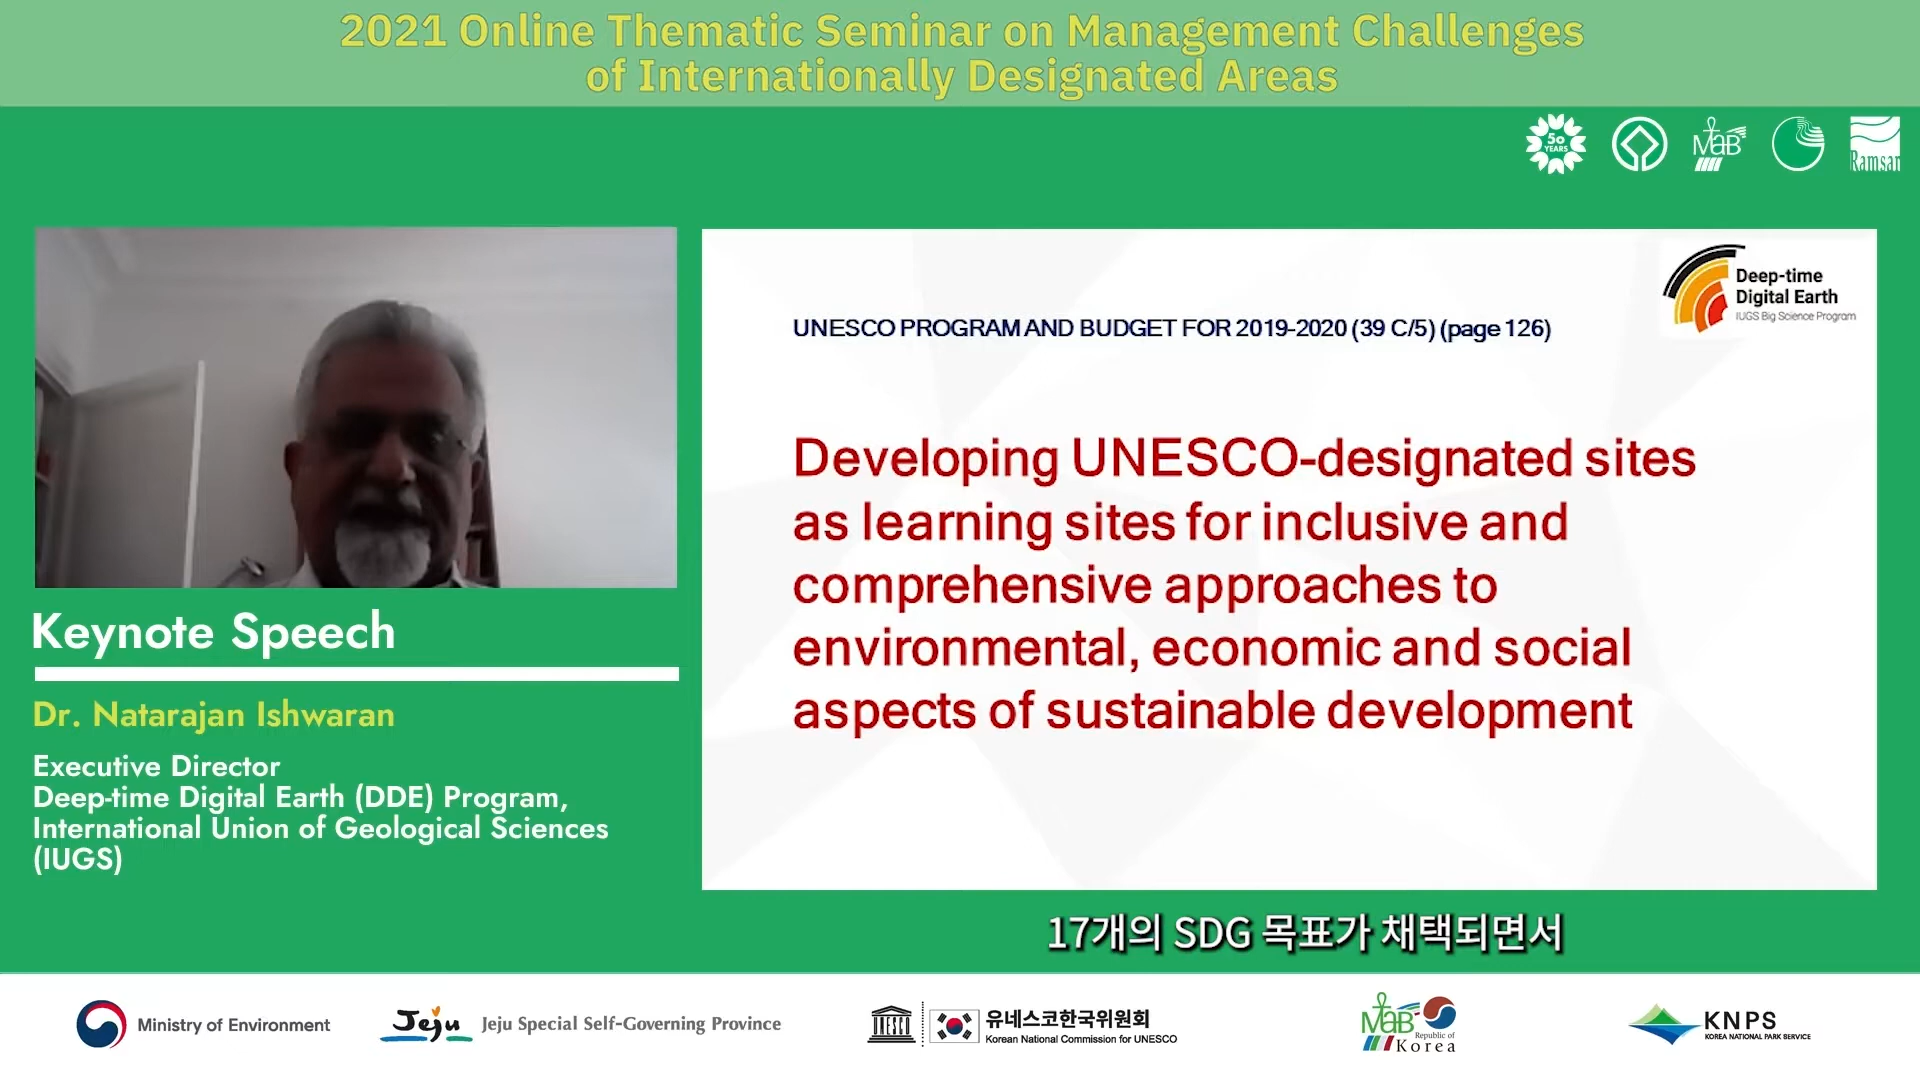 2021 Online Thematic Seminar on Management Challenges
of Internationally Designated Areas
50
YEARS
MaB
Ramsar
Deep-time
Digital Earth
IUGS Big Science Program
UNESCO PROGRAM AND BUDGET FOR 2019-2020 (39 C/5) (page 126)
Developing UNESCO-designated sites
as learning sites for inclusive and
comprehensive approaches to
environmental, economic and social
aspects of sustainable development
Keynote Speech
Dr. Natarajan Ishwaran
Executive Director
Deep-time Digital Earth (DDE) Program,
International Union of Geological Sciences
(IUGS)
17개의 SDG 목표가 채택되면서
Ministry of Environment
Jeju
Jeju Special Self-Governing Province
UNESCO
유네스코한국위원회
Korean National Commission for UNESCO
MaB
Republic of
Korea
KNPS
KOREA NATIONAL PARK SERVICE